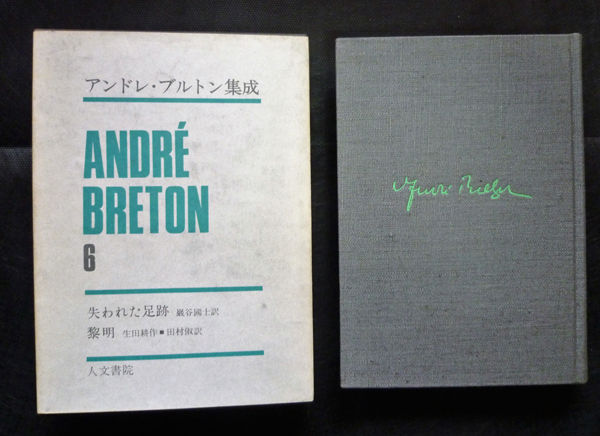 アンドレ・ブルトン集成
ANDRÉ
BRETON
6
失われた足跡 巖谷國士訳
黎明 生田耕作■田村俶訳
人文書院